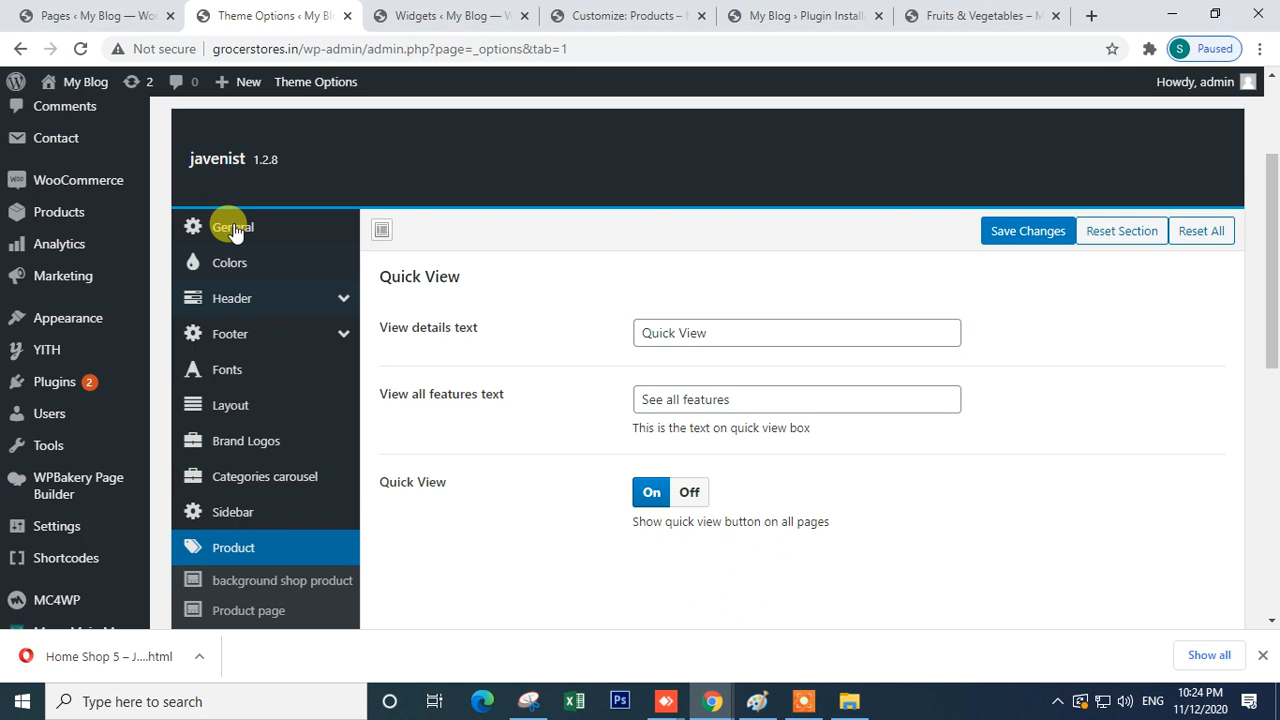 Pages ‹ My Blog — Wor
Theme Options ‹ My Bl
Widgets ‹ My Blog — W
Customize: Products –
My Blog › Plugin Install
Fruits & Vegetables – M
Not secure
grocerstores.in/wp-admin/admin.php?page=_options&tab=1
S Paused
My Blog
2
0
New
Theme Options
Howdy, admin
Comments
Contact
WooCommerce
Products
Analytics
Marketing
Appearance
YITH
Plugins 2
Users
Tools
WPBakery Page
Builder
Settings
Shortcodes
MC4WP
javenist 1.2.8
General
Colors
Header
Footer
Fonts
Layout
Brand Logos
Categories carousel
Sidebar
Product
background shop product
Product page
Save Changes
Reset Section
Reset All
Quick View
View details text
Quick View
View all features text
See all features
This is the text on quick view box
Quick View
On
Off
Show quick view button on all pages
Home Shop 5 – J....html
Show all
Type here to search
ENG
10:24 PM
11/12/2020